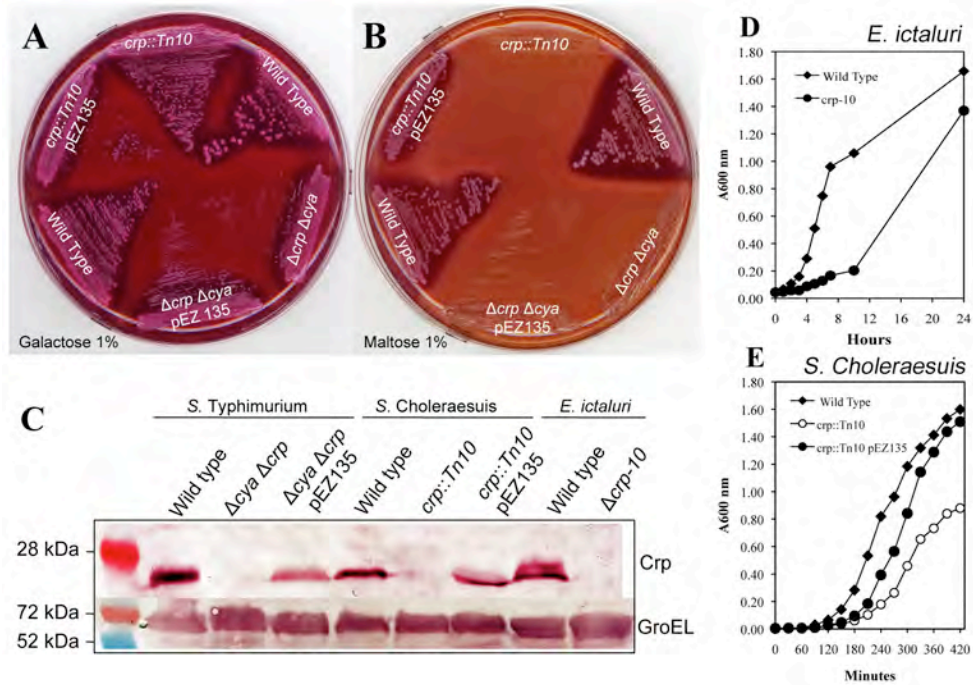 A
crp::Tn10
Wild Type
crp::Tn10
pEZ135
Wild Type
Δcrp Δcya
Δcrp Δcya
pEZ 135
Galactose 1%
B
crp::Tn10
crp::Tn10
pEZ135
Wild Type
Wild Type
Δcrp Δcya
Δcrp Δcya
pEZ135
Maltose 1%
C
S. Typhimurium
S. Choleraesuis
E. ictaluri
Wild type
Δcya Δcrp
Δcya Δcrp
pEZ135
Wild type
crp::Tn10
crp::Tn10
pEZ135
Wild type
Δcrp-10
28 kDa
Crp
72 kDa
52 kDa
GroEL
D
E. ictaluri
1.80
1.60
1.40
1.20
1.00
0.80
0.60
0.40
0.20
0.00
A600 nm
Wild Type
crp-10
0 4 8 12 16 20 24
Hours
E
S. Choleraesuis
1.80
1.60
1.40
1.20
1.00
0.80
0.60
0.40
0.20
0.00
A600 nm
Wild Type
crp::Tn10
crp::Tn10 pEZ135
0 60 120 180 240 300 360 420
Minutes